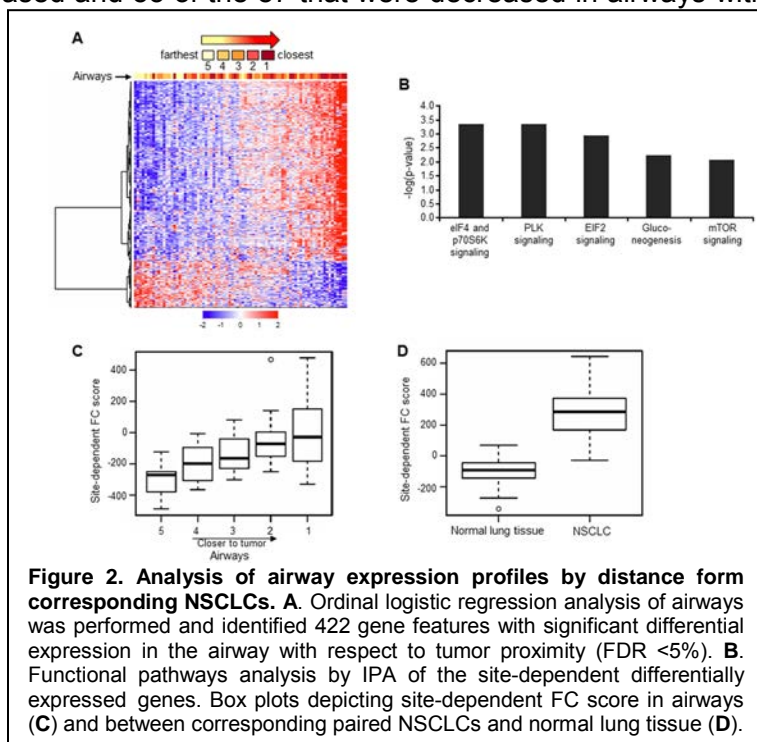 ased and 
A
farthest
closest
5 4 3 2 1
Airways
-2 -1 0 1 2
B
-log(p-value)
4.0
3.5
3.0
2.5
2.0
1.5
1.0
0.5
0.0
eIF4 and p70S6K signaling
PLK signaling
EIF2 signaling
Gluco-neogenesis
mTOR signaling
C
Site-dependent FC score
400
200
0
-200
-400
5 4 3 2 1
Closer to tumor
Airways
D
Site-dependent FC score
600
400
200
0
-200
Normal lung tissue
NSCLC
Figure 2. Analysis of airway expression profiles by distance form
corresponding NSCLCs. A. Ordinal logistic regression analysis of airways
was performed and identified 422 gene features with significant differential
expression in the airway with respect to tumor proximity (FDR <5%). B.
Functional pathways analysis by IPA of the site-dependent differentially
expressed genes. Box plots depicting site-dependent FC score in airways
(C) and between corresponding paired NSCLCs and normal lung tissue (D).